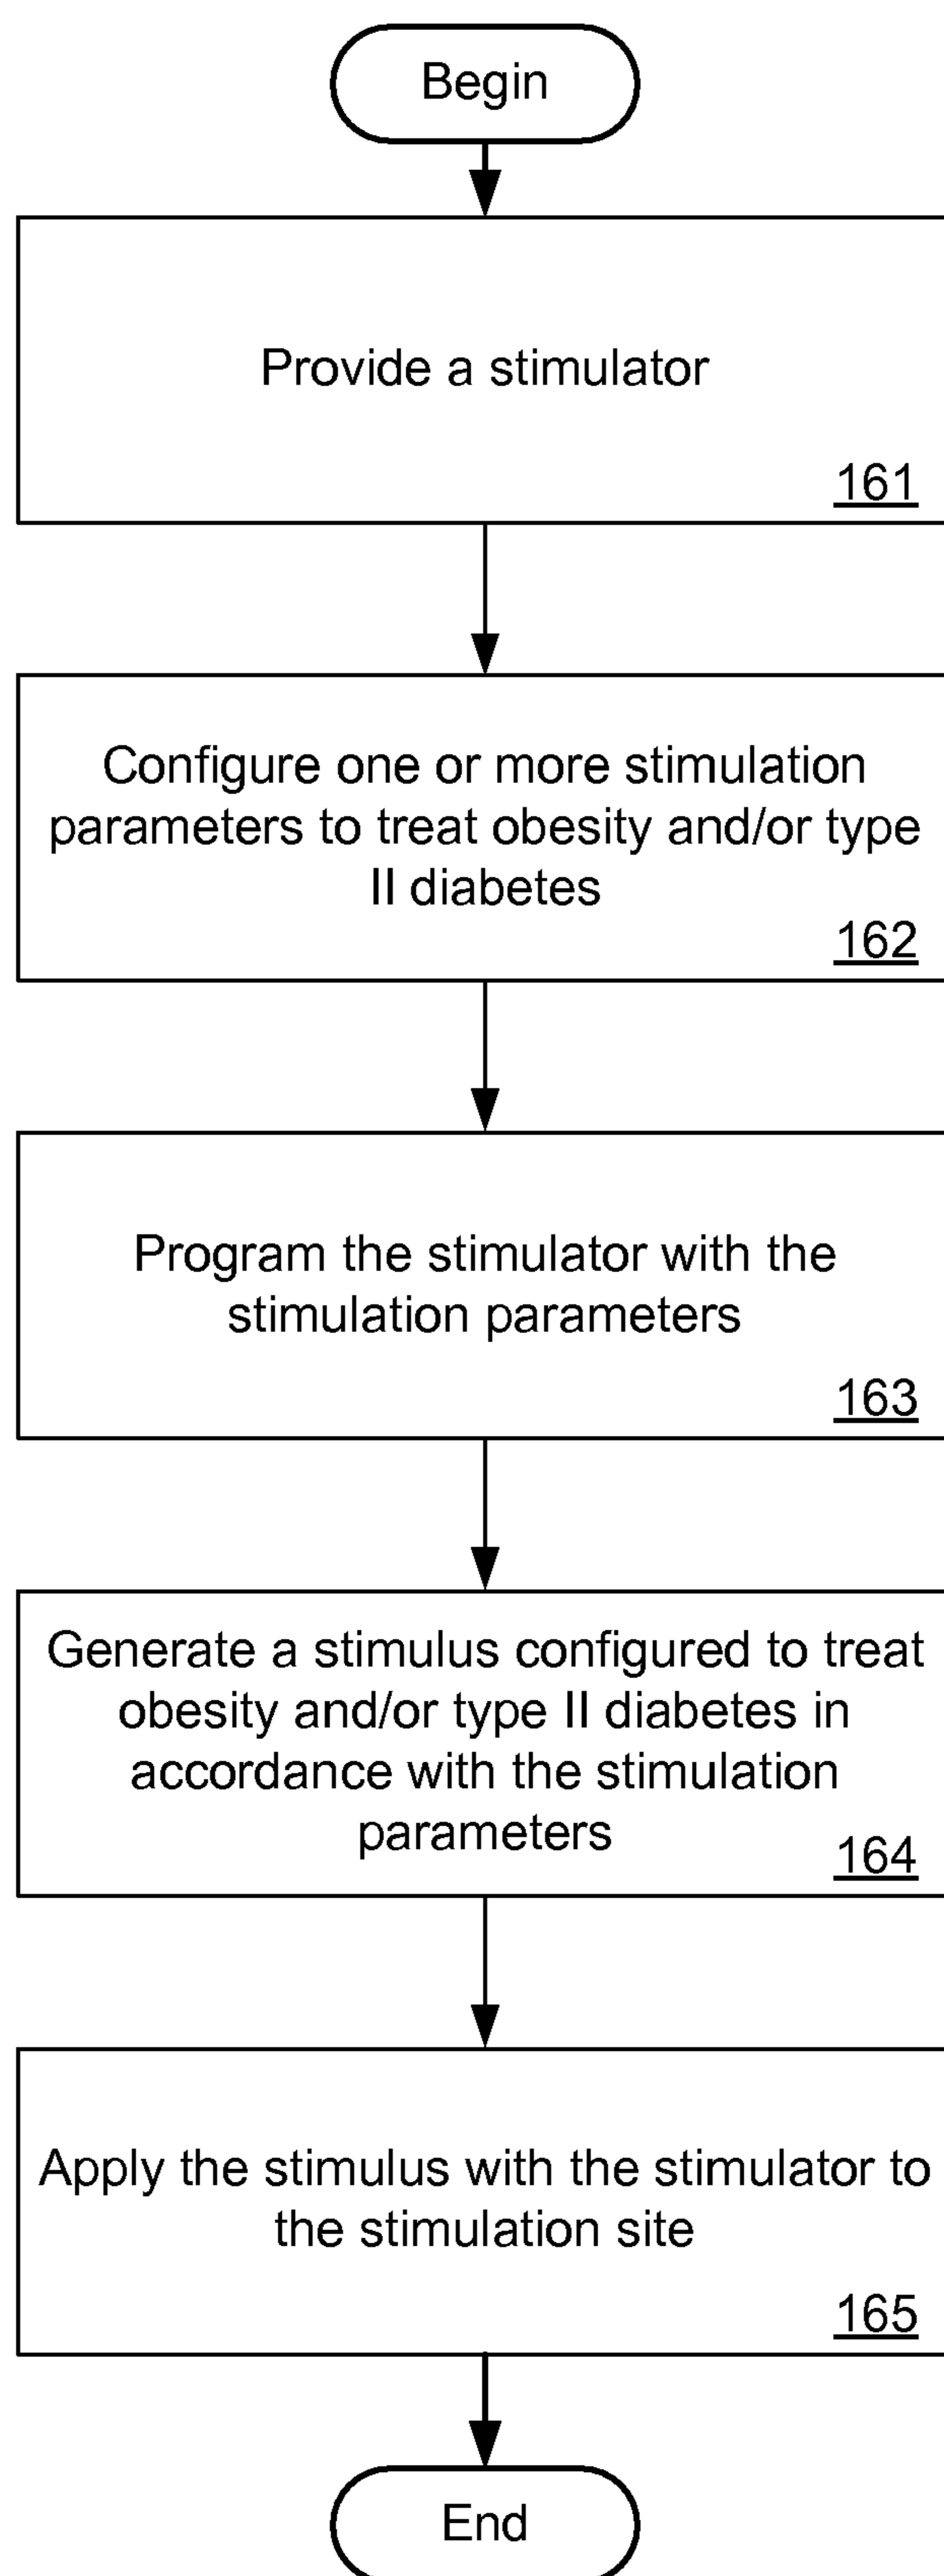 Begin
Provide a stimulator
161
Configure one or more stimulation
parameters to treat obesity and/or type
II diabetes
162
Program the stimulator with the
stimulation parameters
163
Generate a stimulus configured to treat
obesity and/or type II diabetes in
accordance with the stimulation
parameters
164
Apply the stimulus with the stimulator to
the stimulation site
165
End